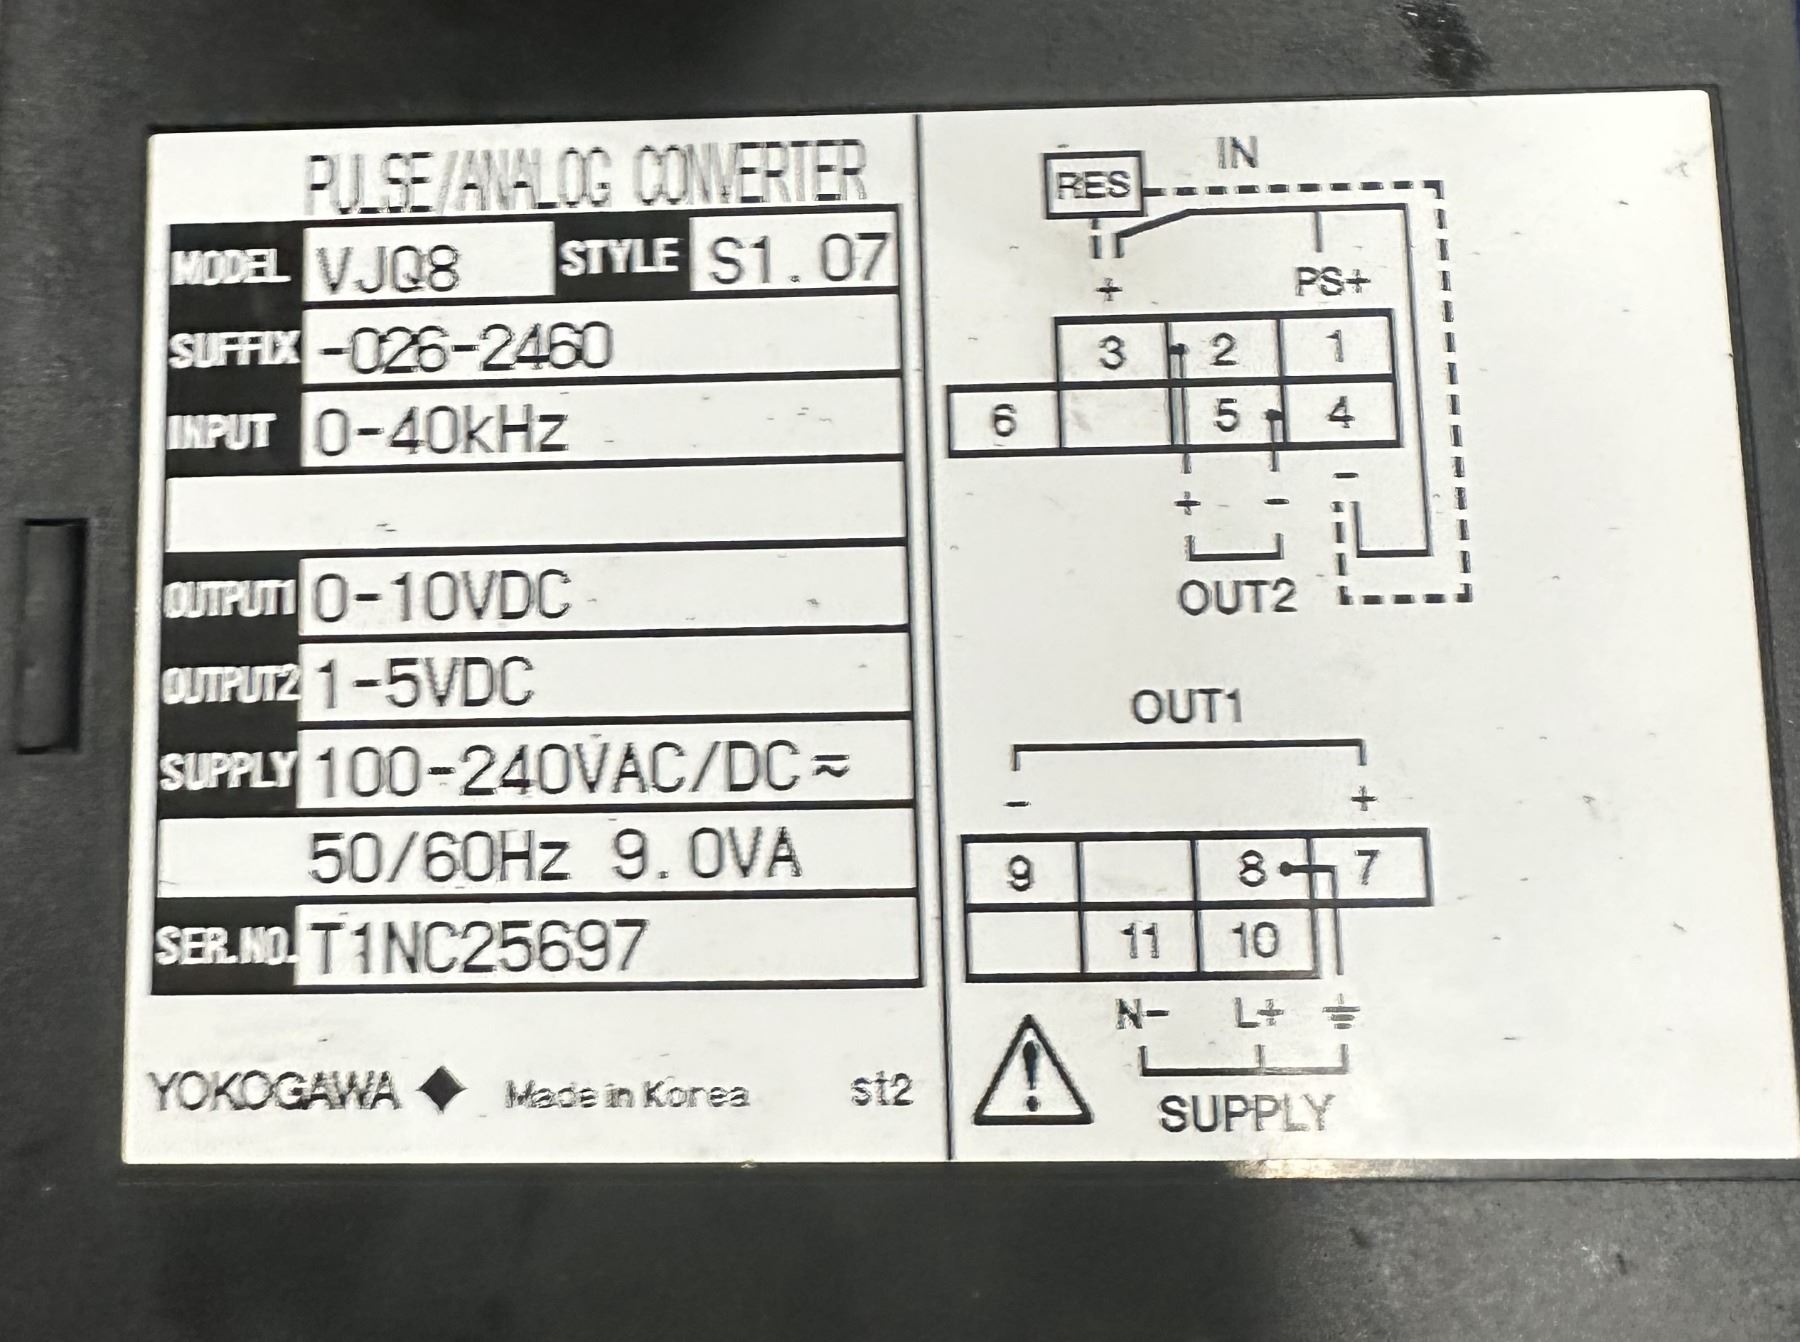 PULSE/ANALOG CONVERTER
MODEL VJQ8 STYLE S1.07
SUFFIX -026-2460
INPUT 0-40kHz
OUTPUT1 0-10VDC
OUTPUT2 1-5VDC
SUPPLY 100-240VAC/DC≂
50/60Hz 9.0VA
SER.NO. T1NC25697
YOKOGAWA ◆ Made in Korea st2
IN
RES
+ PS+
3 2 1
6 5 4
-
+ -
OUT2
OUT1
- +
9 8 7
11 10
N- L+ ⏚
SUPPLY